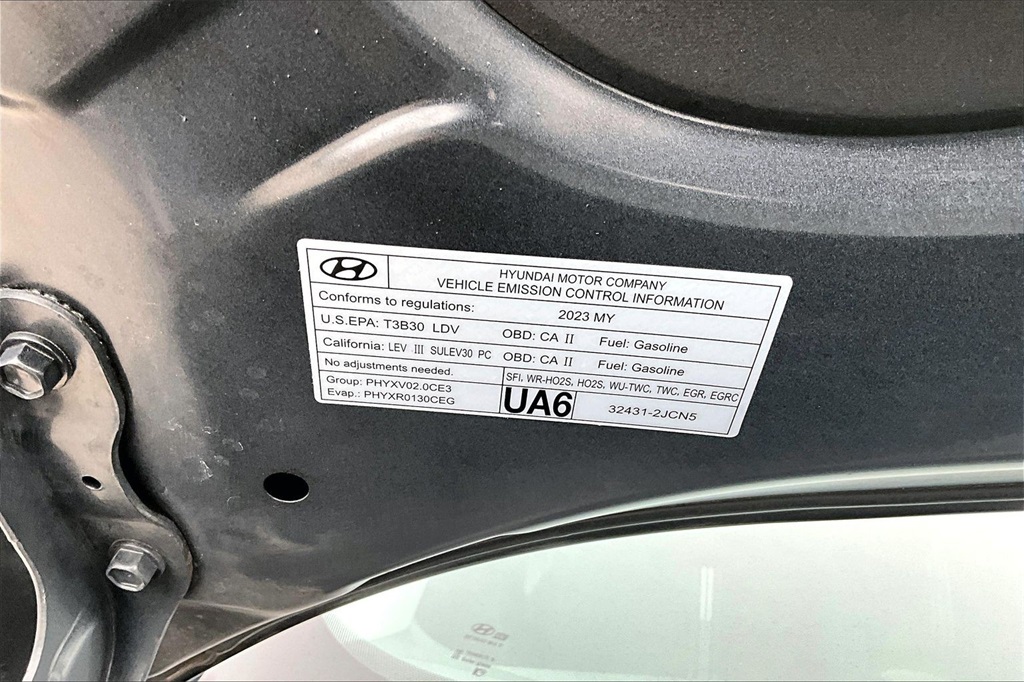 HYUNDAI MOTOR COMPANY
VEHICLE EMISSION CONTROL INFORMATION
Conforms to regulations: 2023 MY
U.S.EPA: T3B30 LDV OBD: CA II Fuel: Gasoline
California: LEV III SULEV30 PC OBD: CA II Fuel: Gasoline
No adjustments needed. SFI, WR-HO2S, HO2S, WU-TWC, TWC, EGR, EGRC
Group: PHYXV02.0CE3
Evap.: PHYXR0130CEG
UA6 32431-2JCN5